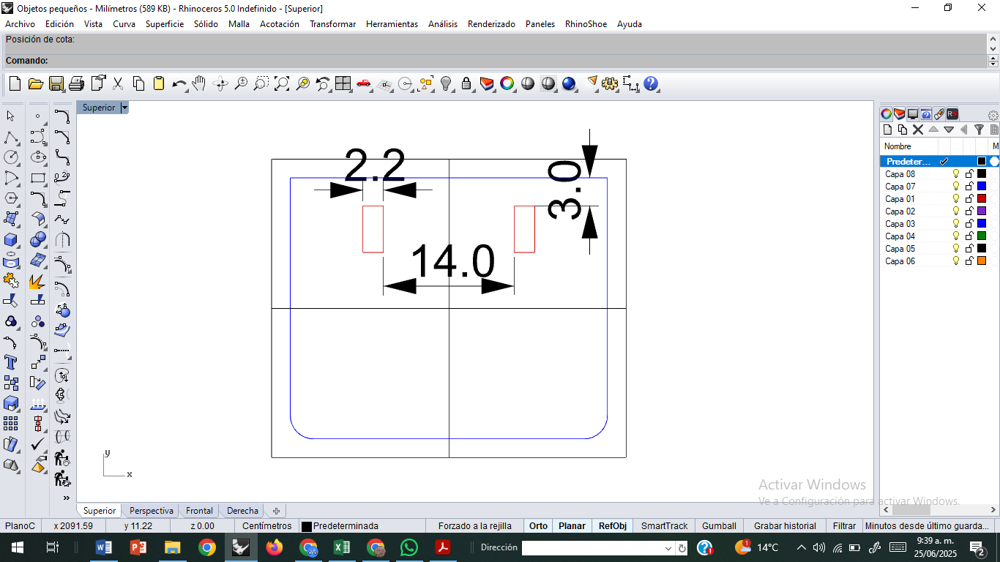 Objetos pequeños - Milímetros (589 KB) - Rhinoceros 5.0 Indefinido - [Superior]
Archivo Edición Vista Curva Superficie Sólido Malla Acotación Transformar Herramientas Análisis Renderizado Paneles RhinoShoe Ayuda
Posición de cota:
Comando:
Superior
Nombre M
Predeter...
Capa 08
Capa 07
Capa 01
Capa 02
Capa 03
Capa 04
Capa 05
Capa 06
2.2
3.0
14.0
y
x
Activar Windows
Ve a Configuración para activar Windows.
Superior Perspectiva Frontal Derecha
PlanoC x 2091.59 y 11.22 z 0.00 Centímetros Predeterminada Forzado a la rejilla Orto Planar RefObj SmartTrack Gumball Grabar historial Filtrar Minutos desde último guarda...
Dirección 14°C 9:39 a. m.
25/06/2025
2